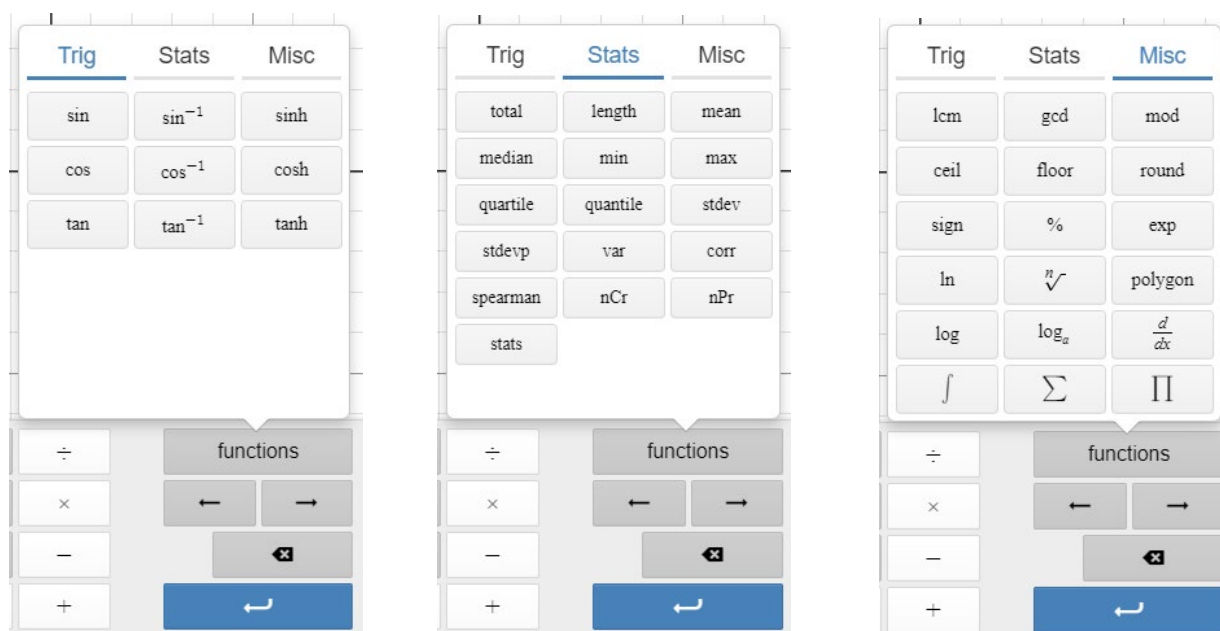 Trig Stats Misc
sin sin⁻¹ sinh
cos cos⁻¹ cosh
tan tan⁻¹ tanh
÷ functions
× ← →
−
+
Trig Stats Misc
total length mean
median min max
quartile quantile stdev
stdevp var corr
spearman nCr nPr
stats
÷ functions
× ← →
−
+
Trig Stats Misc
lcm gcd mod
ceil floor round
sign % exp
ln ⁿ√ polygon
log logₐ d/dx
∫ ∑ ∏
÷ functions
× ← →
−
+